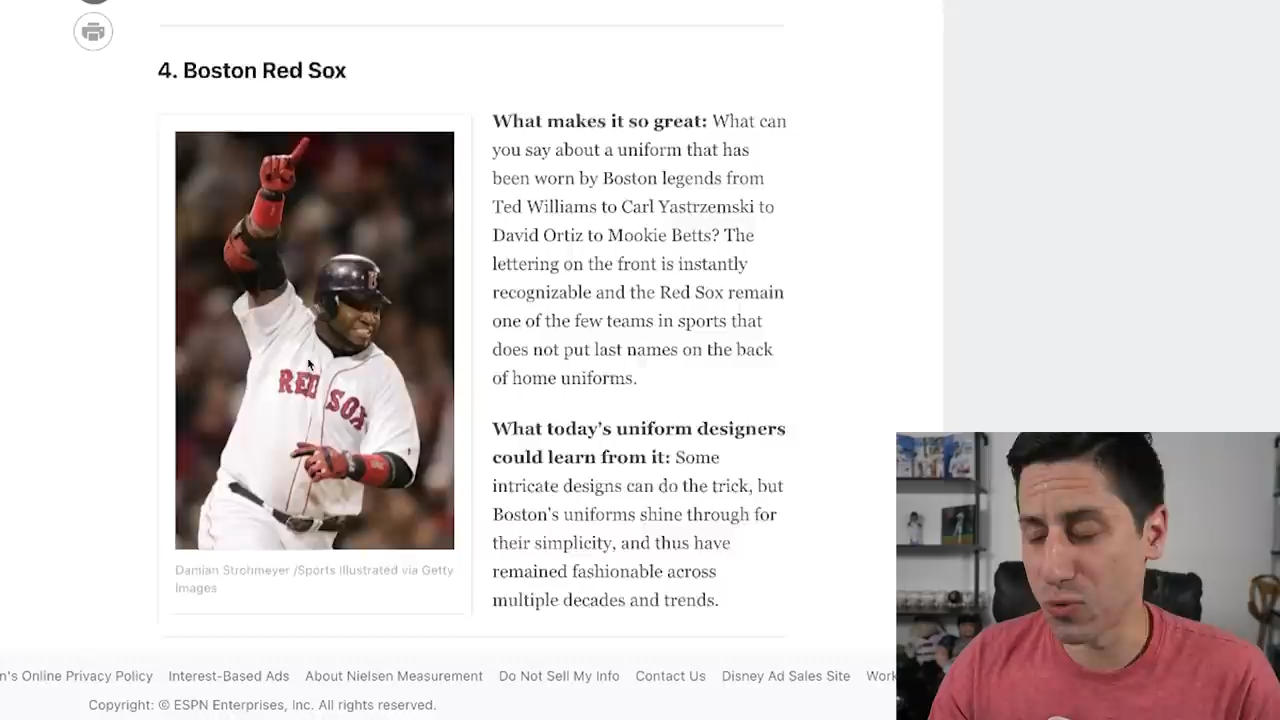 4. Boston Red Sox
What makes it so great: What can
you say about a uniform that has
been worn by Boston legends from
Ted Williams to Carl Yastrzemski to
David Ortiz to Mookie Betts? The
lettering on the front is instantly
recognizable and the Red Sox remain
one of the few teams in sports that
does not put last names on the back
of home uniforms.
What today's uniform designers
could learn from it: Some
intricate designs can do the trick, but
Boston's uniforms shine through for
their simplicity, and thus have
remained fashionable across
multiple decades and trends.
B
RED SOX
Damian Strohmeyer /Sports Illustrated via Getty
Images
n's Online Privacy Policy Interest-Based Ads About Nielsen Measurement Do Not Sell My Info Contact Us Disney Ad Sales Site Work
Copyright: © ESPN Enterprises, Inc. All rights reserved.